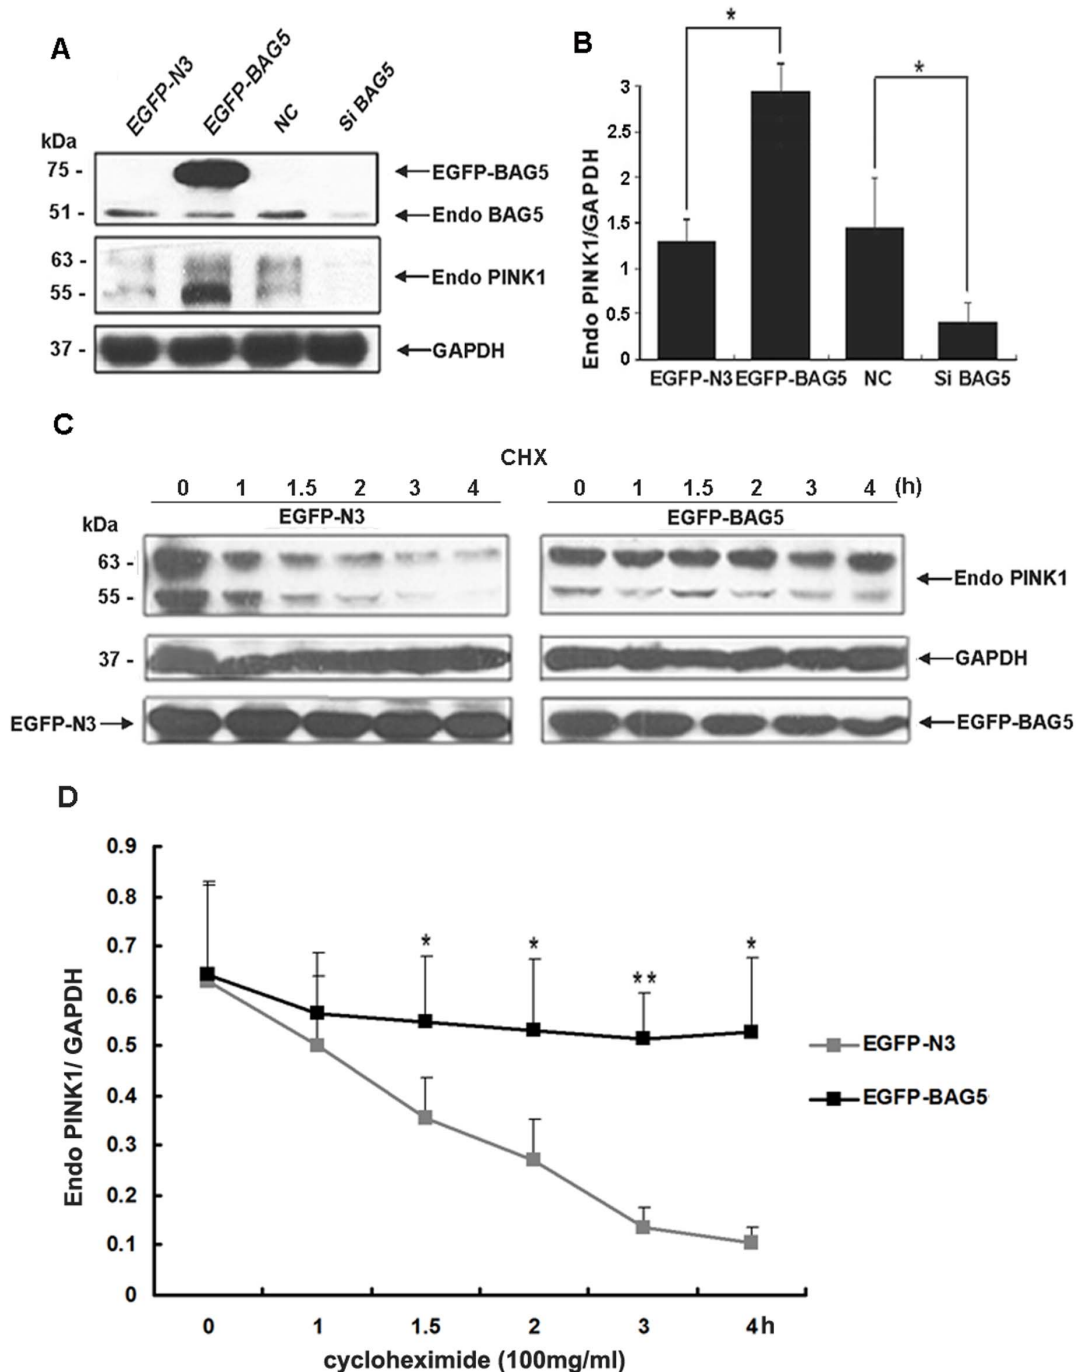 A
EGFP-N3
EGFP-BAG5
NC
Si BAG5
kDa
75 -
EGFP-BAG5
51 -
Endo BAG5
63 -
Endo PINK1
55 -
37 -
GAPDH
B
*
*
Endo PINK1/GAPDH
3
2.5
2
1.5
1
0.5
0
EGFP-N3 EGFP-BAG5 NC Si BAG5
C
CHX
0 1 1.5 2 3 4 0 1 1.5 2 3 4 (h)
EGFP-N3 EGFP-BAG5
kDa
63 -
55 -
Endo PINK1
37 -
GAPDH
EGFP-N3
EGFP-BAG5
D
Endo PINK1/ GAPDH
0.9
0.8
0.7
0.6
0.5
0.4
0.3
0.2
0.1
0
* * ** *
EGFP-N3
EGFP-BAG5
0 1 1.5 2 3 4h
cycloheximide (100mg/ml)